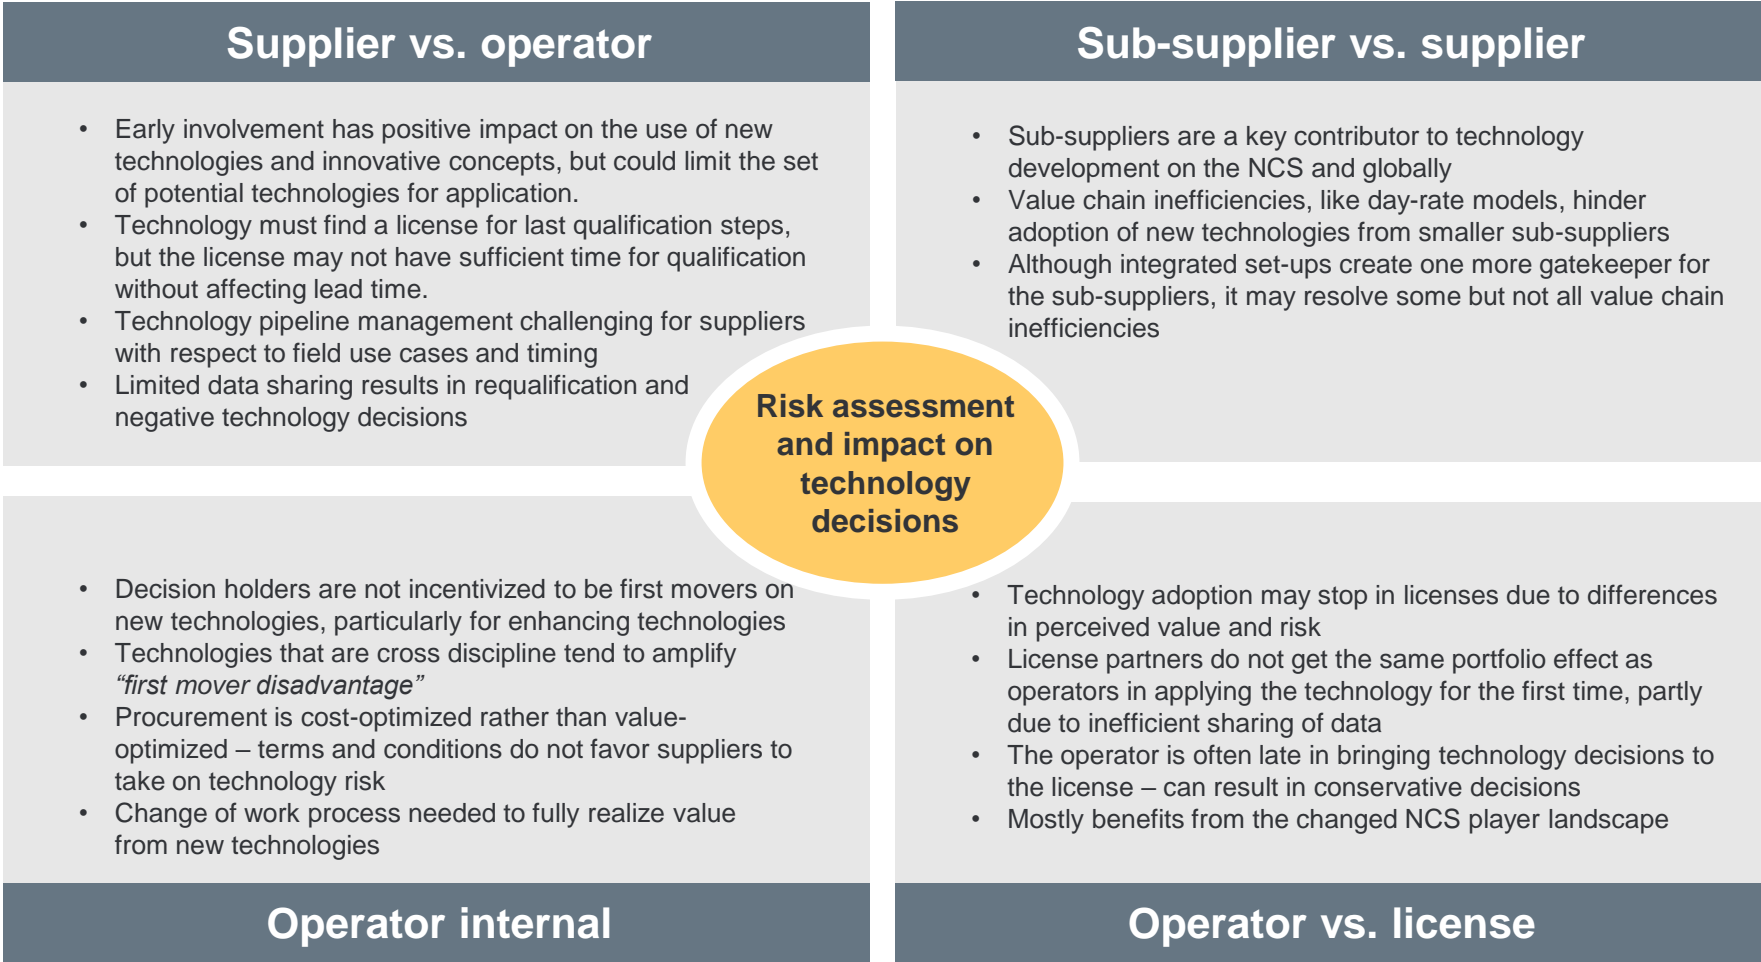 Supplier vs. operator
• Early involvement has positive impact on the use of new
technologies and innovative concepts, but could limit the set
of potential technologies for application.
• Technology must find a license for last qualification steps,
but the license may not have sufficient time for qualification
without affecting lead time.
• Technology pipeline management challenging for suppliers
with respect to field use cases and timing
• Limited data sharing results in requalification and
negative technology decisions
Sub-supplier vs. supplier
• Sub-suppliers are a key contributor to technology
development on the NCS and globally
• Value chain inefficiencies, like day-rate models, hinder
adoption of new technologies from smaller sub-suppliers
• Although integrated set-ups create one more gatekeeper for
the sub-suppliers, it may resolve some but not all value chain
inefficiencies
Risk assessment
and impact on
technology
decisions
• Decision holders are not incentivized to be first movers on
new technologies, particularly for enhancing technologies
• Technologies that are cross discipline tend to amplify
“first mover disadvantage”
• Procurement is cost-optimized rather than value-
optimized – terms and conditions do not favor suppliers to
take on technology risk
• Change of work process needed to fully realize value
from new technologies
Operator internal
• Technology adoption may stop in licenses due to differences
in perceived value and risk
• License partners do not get the same portfolio effect as
operators in applying the technology for the first time, partly
due to inefficient sharing of data
• The operator is often late in bringing technology decisions to
the license – can result in conservative decisions
• Mostly benefits from the changed NCS player landscape
Operator vs. license